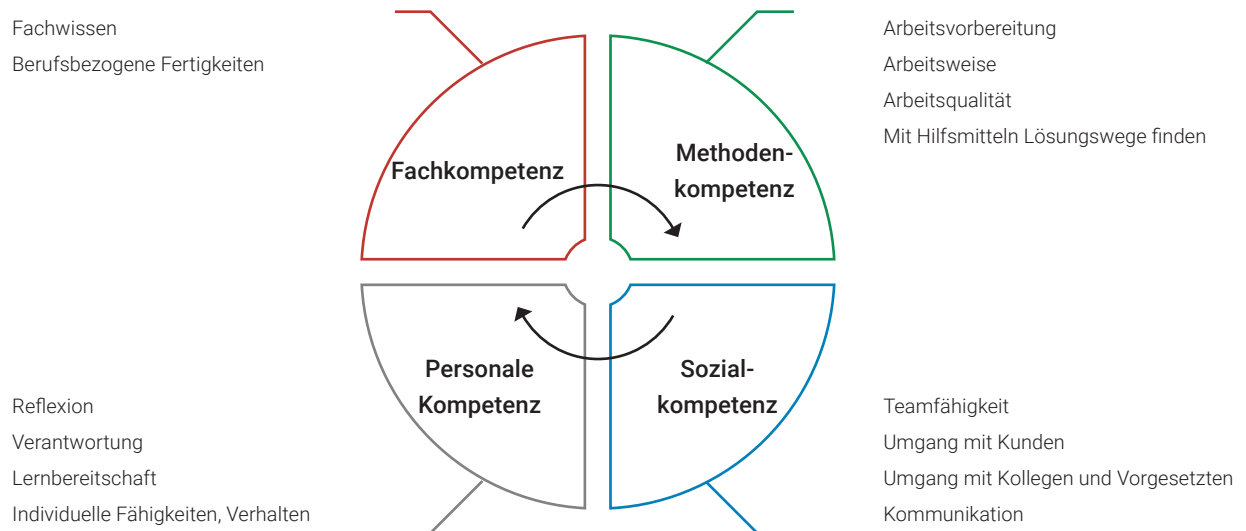 Fachwissen
Berufsbezogene Fertigkeiten
Arbeitsvorbereitung
Arbeitsweise
Arbeitsqualität
Mit Hilfsmitteln Lösungswege finden
Fachkompetenz
Methoden-
kompetenz
Personale
Kompetenz
Sozial-
kompetenz
Reflexion
Verantwortung
Lernbereitschaft
Individuelle Fähigkeiten, Verhalten
Teamfähigkeit
Umgang mit Kunden
Umgang mit Kollegen und Vorgesetzten
Kommunikation